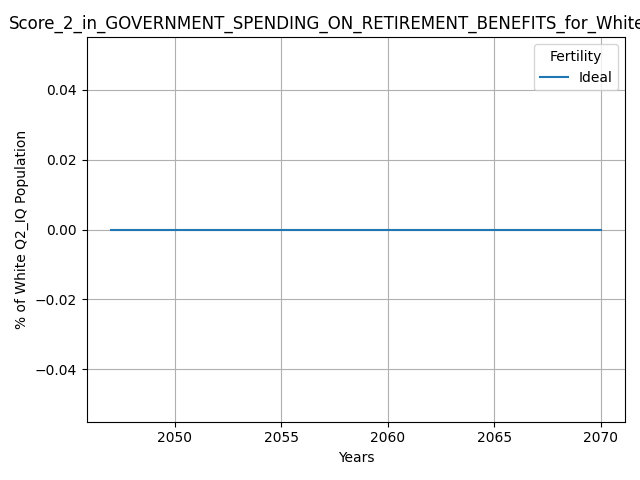 Score_2_in_GOVERNMENT_SPENDING_ON_RETIREMENT_BENEFITS_for_White
Fertility
Ideal
0.04
0.02
0.00
−0.02
−0.04
% of White Q2_IQ Population
2050 2055 2060 2065 2070
Years